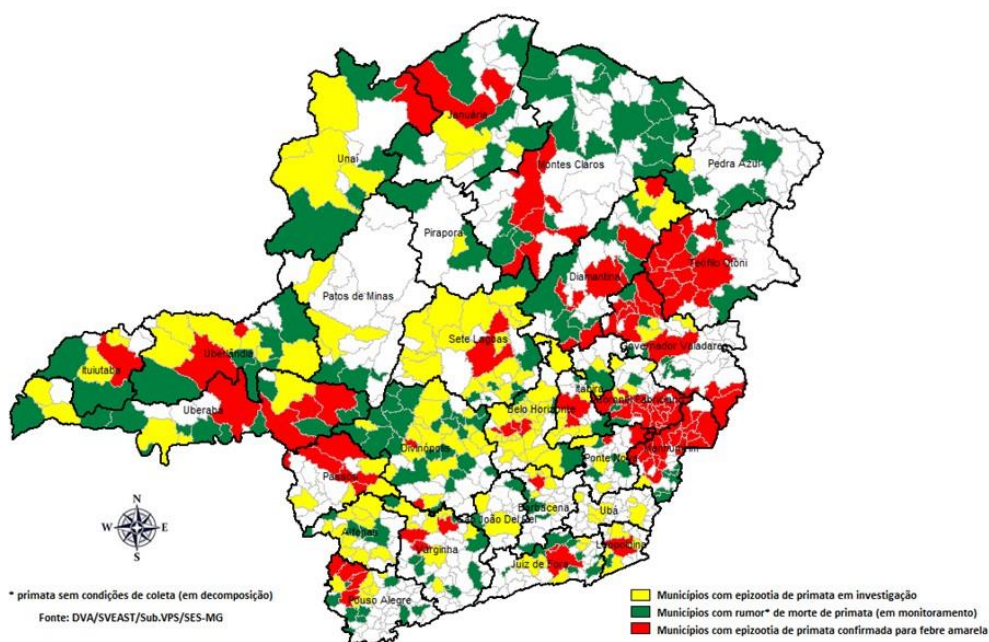 Januária
Unaí
Montes Claros
Pedra Azul
Pirapora
Teófilo Otoni
Diamantina
Patos de Minas
Sete Lagoas
Governador Valadares
Uberlândia
Ituiutaba
Itabira
Coronel Fabriciano
Uberaba
Belo Horizonte
Divinópolis
Manhumirim
Ponte Nova
Passos
Barbacena
Ubá
São João Del Rei
Alfenas
Varginha
Leopoldina
Juiz de Fora
Pouso Alegre
N
W E
S
* primata sem condições de coleta (em decomposição)
Fonte: DVA/SVEAST/Sub.VPS/SES-MG
Municípios com epizootia de primata em investigação
Municípios com rumor* de morte de primata (em monitoramento)
Municípios com epizootia de primata confirmada para febre amarela